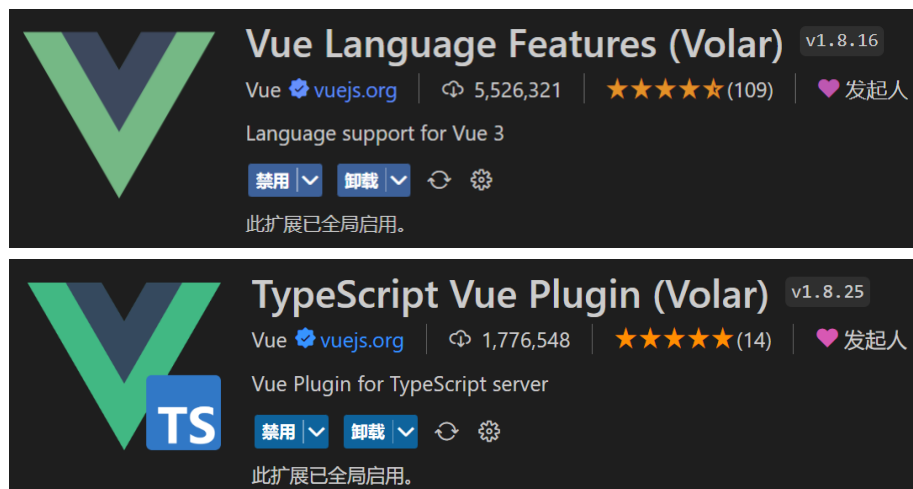 Vue Language Features (Volar) v1.8.16
Vue vuejs.org 5,526,321 (109) 发起人
Language support for Vue 3
禁用 卸载
此扩展已全局启用。
TypeScript Vue Plugin (Volar) v1.8.25
Vue vuejs.org 1,776,548 (14) 发起人
Vue Plugin for TypeScript server
TS
禁用 卸载
此扩展已全局启用。